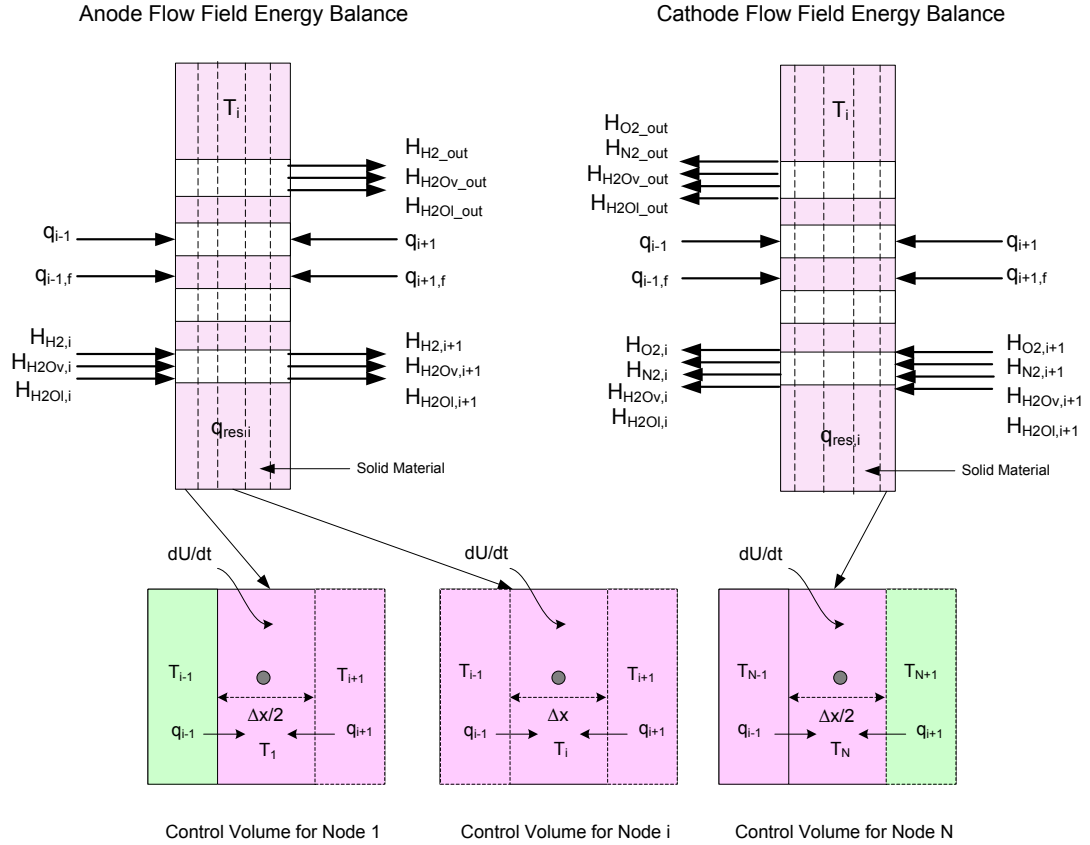 Anode Flow Field Energy Balance
Cathode Flow Field Energy Balance
T_i
H_H2_out
H_H2Ov_out
H_H2Ol_out
q_i-1
q_i+1
q_i-1,f
q_i+1,f
H_H2,i
H_H2Ov,i
H_H2Ol,i
H_H2,i+1
H_H2Ov,i+1
H_H2Ol,i+1
q_res,i
Solid Material
T_i
H_O2_out
H_N2_out
H_H2Ov_out
H_H2Ol_out
q_i-1
q_i+1
q_i-1,f
q_i+1,f
H_O2,i
H_N2,i
H_H2Ov,i
H_H2Ol,i
H_O2,i+1
H_N2,i+1
H_H2Ov,i+1
H_H2Ol,i+1
q_res,i
Solid Material
dU/dt
T_i-1
T_i+1
Δx/2
q_i-1
q_i+1
T_1
Control Volume for Node 1
dU/dt
T_i-1
T_i+1
Δx
q_i-1
q_i+1
T_i
Control Volume for Node i
dU/dt
T_N-1
T_N+1
Δx/2
q_i-1
q_i+1
T_N
Control Volume for Node N